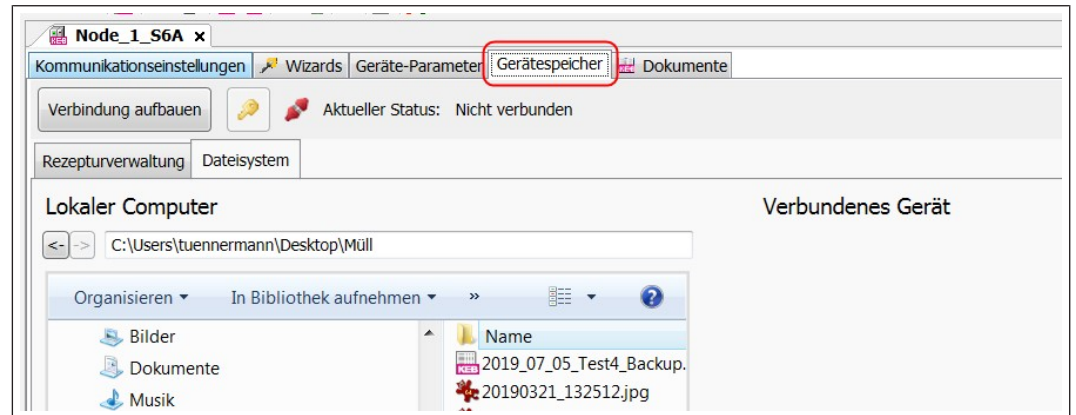 Node_1_S6A x
Kommunikationseinstellungen Wizards Geräte-Parameter Gerätespeicher Dokumente
Verbindung aufbauen Aktueller Status: Nicht verbunden
Rezepturverwaltung Dateisystem
Lokaler Computer Verbundenes Gerät
<- -> C:\Users\tuennermann\Desktop\Müll
Organisieren In Bibliothek aufnehmen » ?
Bilder Name
Dokumente KEB 2019_07_05_Test4_Backup.
Musik 20190321_132512.jpg